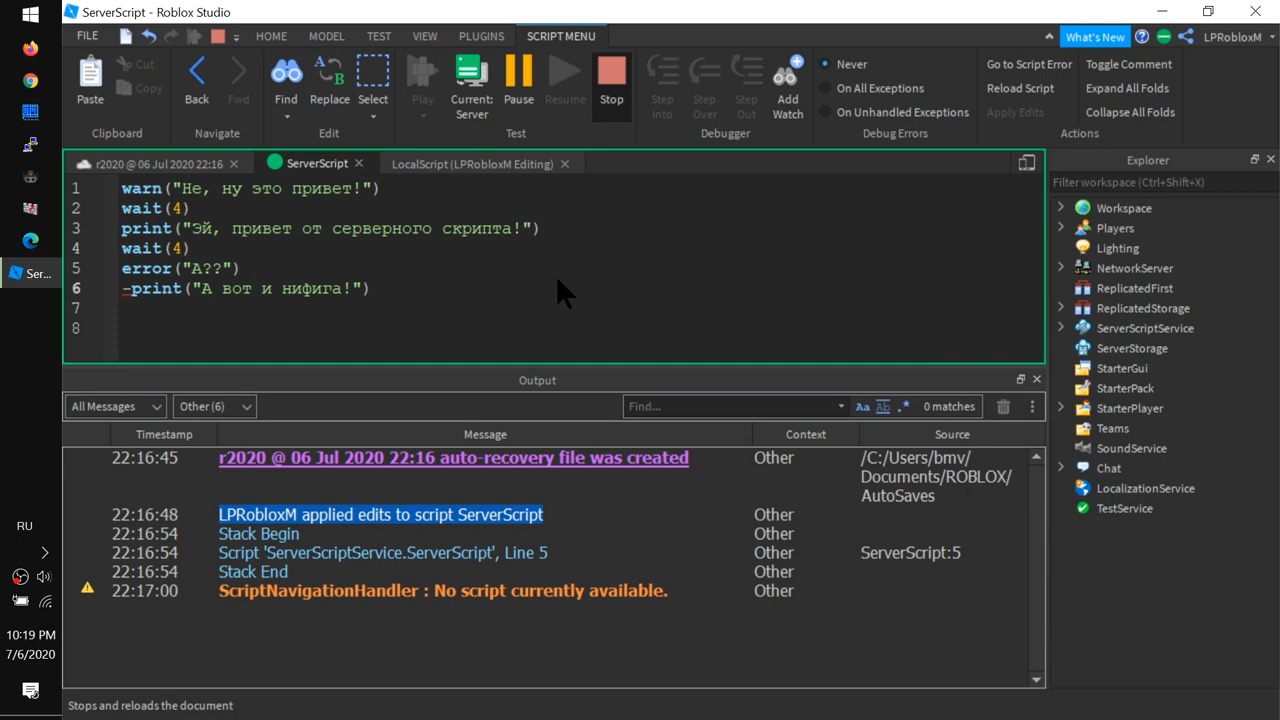 ServerScript - Roblox Studio
FILE HOME MODEL TEST VIEW PLUGINS SCRIPT MENU What's New LPRobloxM
Paste Cut Copy
Clipboard
Back Fwd
Navigate
Find Replace Select
Edit
Play Current: Server Pause Resume Stop
Test
Step Into Step Over Step Out Add Watch
Debugger
Never
On All Exceptions
On Unhandled Exceptions
Debug Errors
Go to Script Error Toggle Comment
Reload Script Expand All Folds
Apply Edits Collapse All Folds
Actions
r2020 @ 06 Jul 2020 22:16 ServerScript LocalScript (LPRobloxM Editing)
1 warn("Не, ну это привет!")
2 wait(4)
3 print("Эй, привет от серверного скрипта!")
4 wait(4)
5 error("А??")
6 -print("А вот и нифига!")
7
8
Output
All Messages Other (6) Find... Aa Ab .* 0 matches
Timestamp Message Context Source
22:16:45 r2020 @ 06 Jul 2020 22:16 auto-recovery file was created Other /C:/Users/bmv/
Documents/ROBLOX/
AutoSaves
22:16:48 LPRobloxM applied edits to script ServerScript Other
22:16:54 Stack Begin Other
22:16:54 Script 'ServerScriptService.ServerScript', Line 5 Other ServerScript:5
22:16:54 Stack End Other
22:17:00 ScriptNavigationHandler : No script currently available. Other
Explorer
Filter workspace (Ctrl+Shift+X)
Workspace
Players
Lighting
NetworkServer
ReplicatedFirst
ReplicatedStorage
ServerScriptService
ServerStorage
StarterGui
StarterPack
StarterPlayer
Teams
SoundService
Chat
LocalizationService
TestService
Stops and reloads the document
Ser...
RU
10:19 PM
7/6/2020